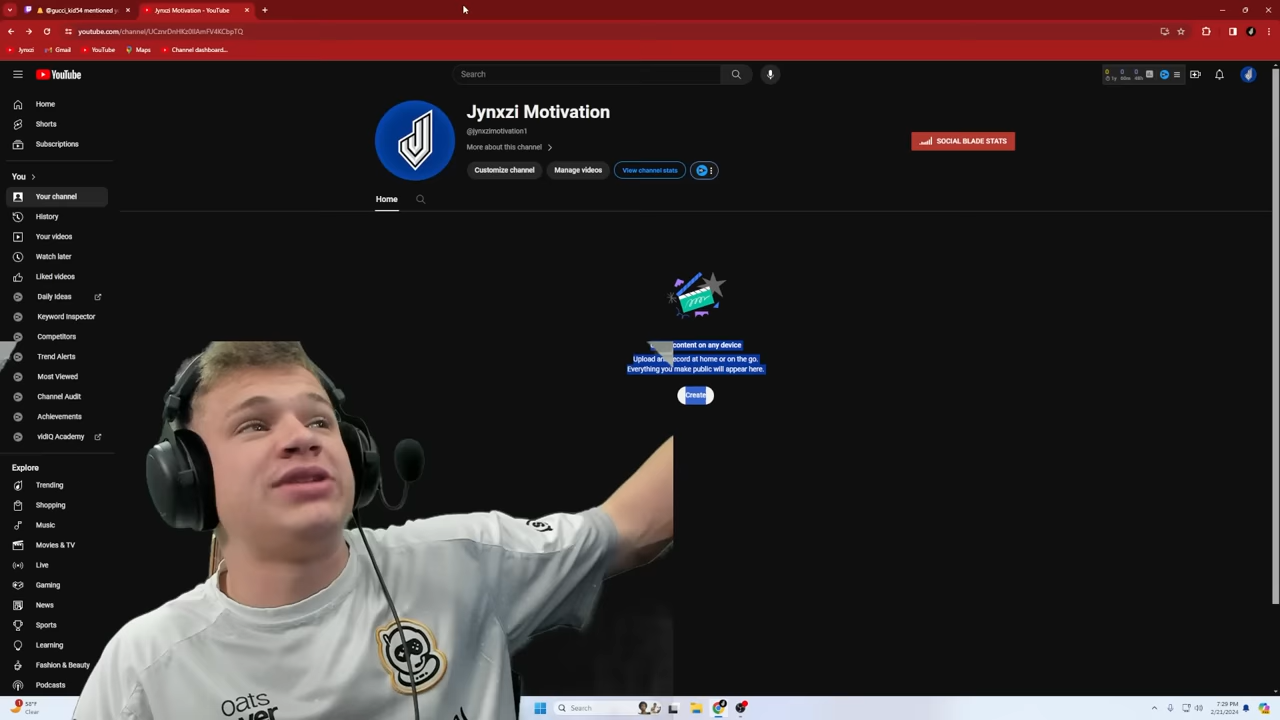 @gucci_kid54 mentioned y
Jynxzi Motivation - YouTube
youtube.com/channel/UCznrDnHKz0IIAmFV4KCbpTQ
Jynxzi
Gmail
YouTube
Maps
Channel dashboard...
YouTube
Search
Home
Shorts
Subscriptions
You
Your channel
History
Your videos
Watch later
Liked videos
Daily Ideas
Keyword Inspector
Competitors
Trend Alerts
Most Viewed
Channel Audit
Achievements
vidIQ Academy
Explore
Trending
Shopping
Music
Movies & TV
Live
Gaming
News
Sports
Learning
Fashion & Beauty
Podcasts
Jynxzi Motivation
@jynxzimotivation1
More about this channel
Customize channel
Manage videos
View channel stats
SOCIAL BLADE STATS
Home
content on any device
Upload and record at home or on the go.
Everything you make public will appear here.
Create
oats
58°F
Clear
Search
7:29 PM
2/21/2024